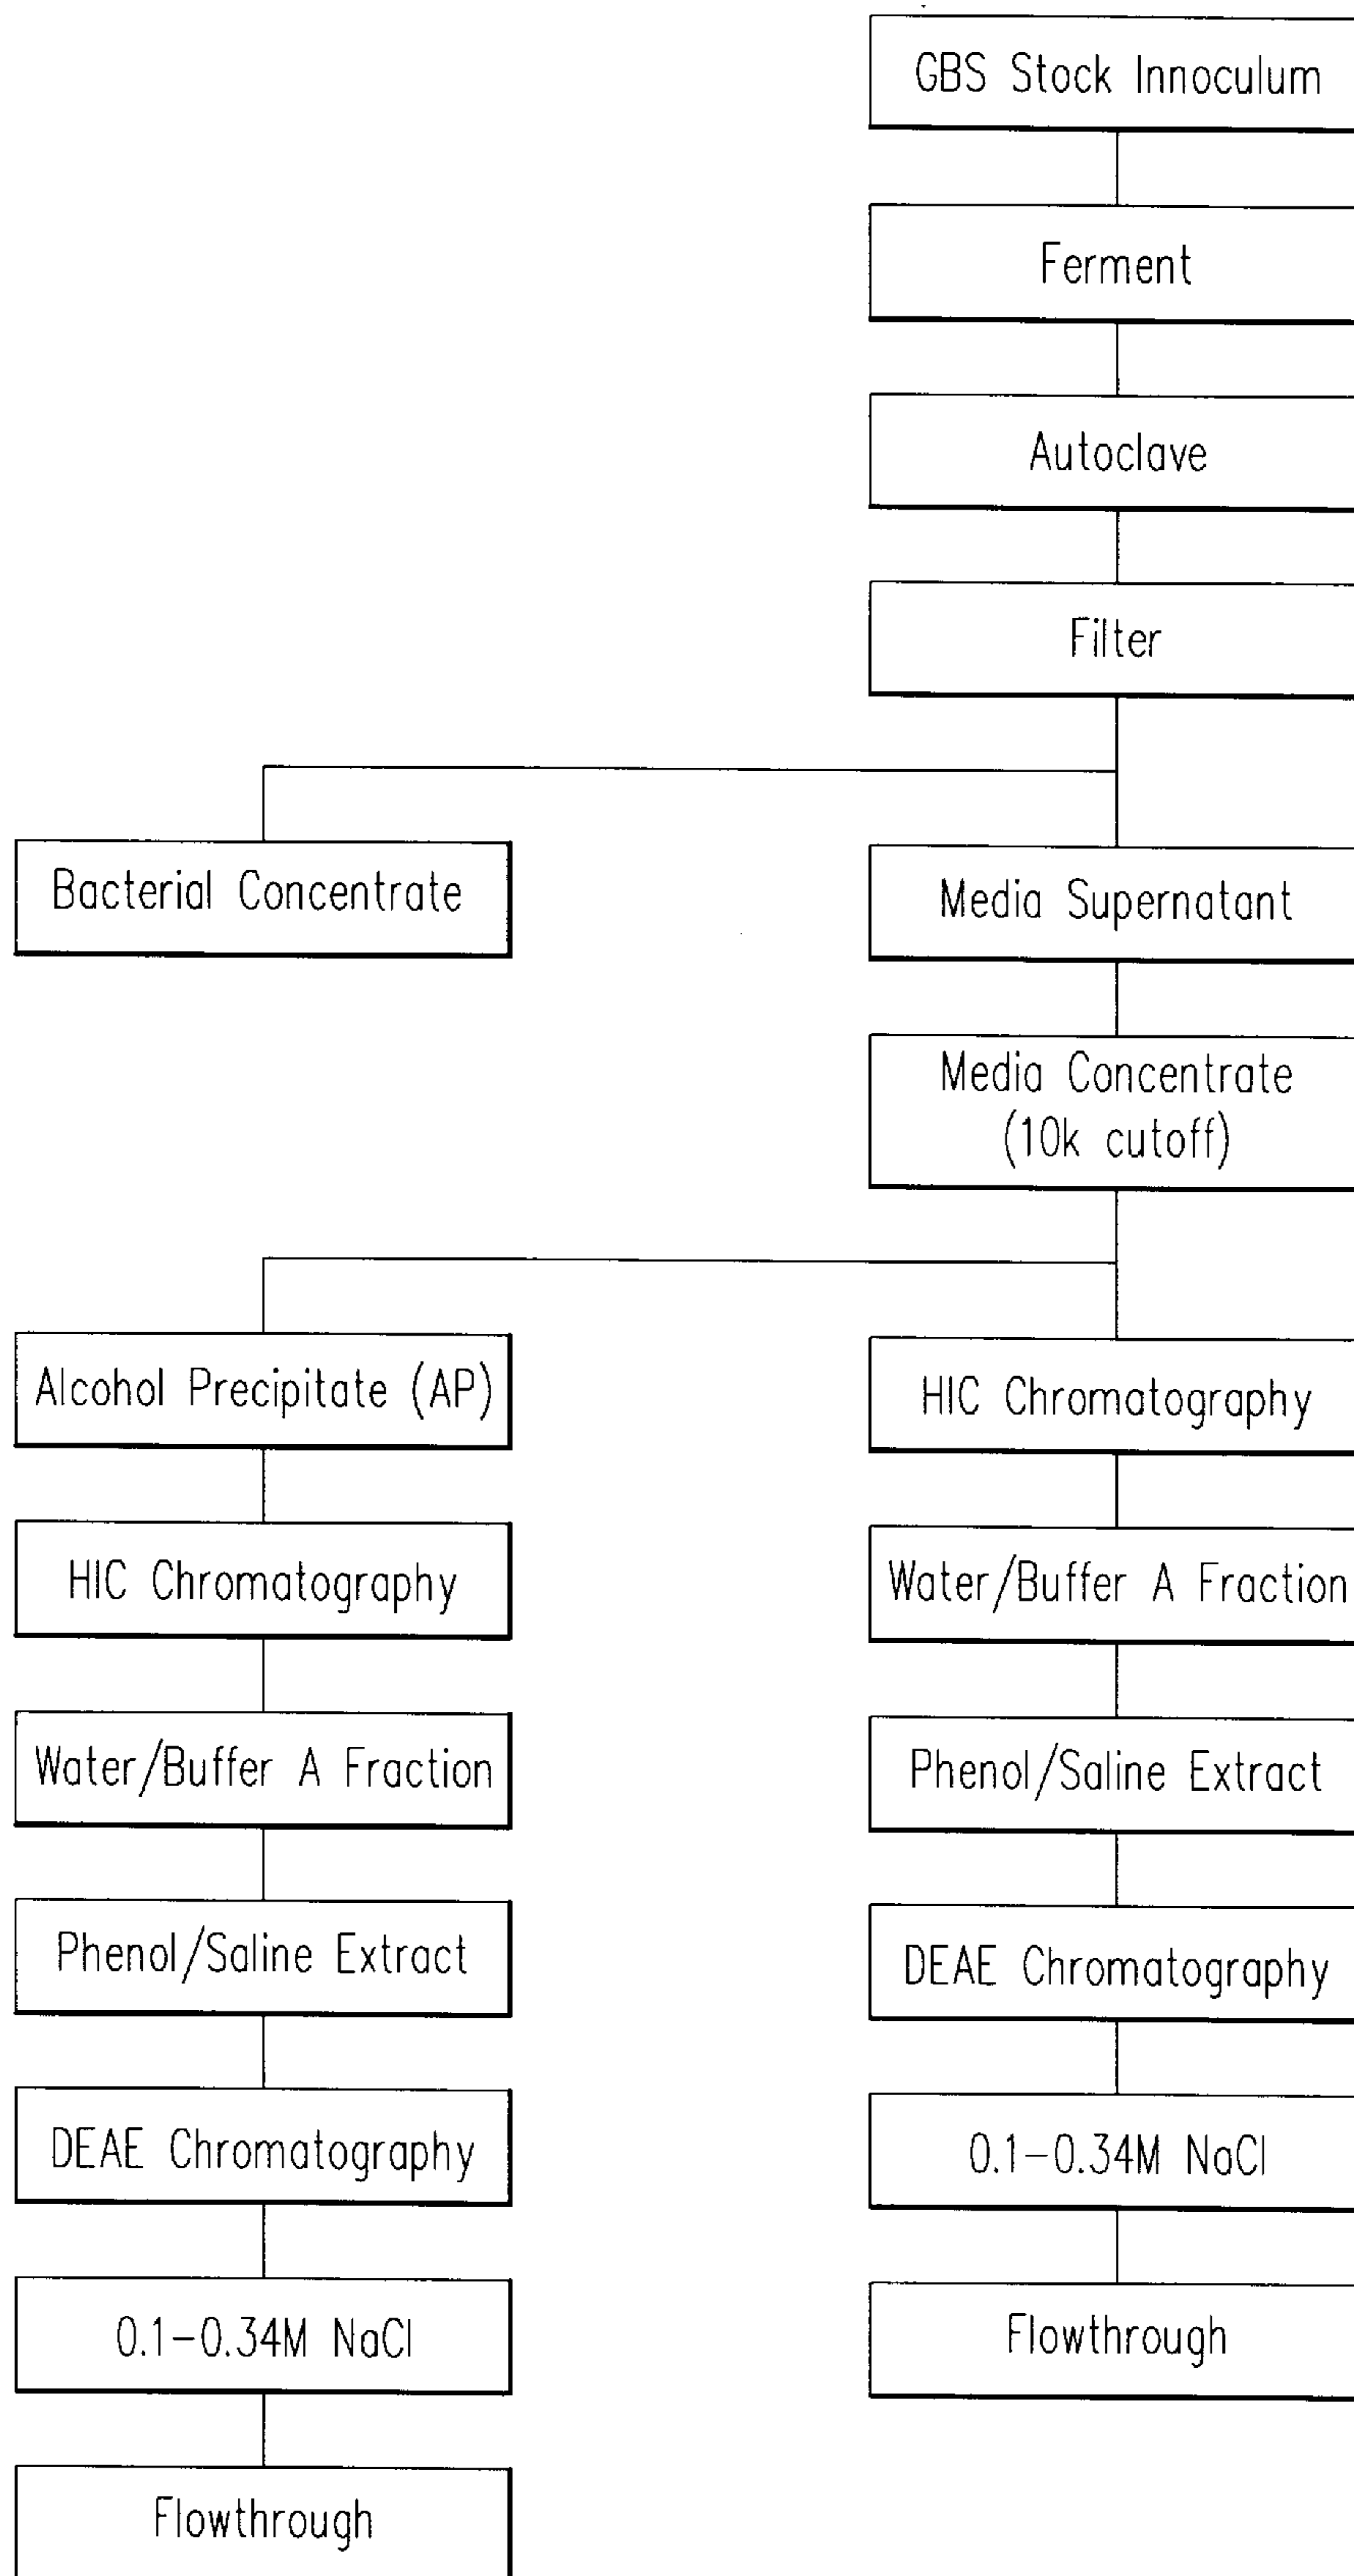 GBS Stock Innoculum
Ferment
Autoclave
Filter
Bacterial Concentrate
Media Supernatant
Media Concentrate
(10k cutoff)
Alcohol Precipitate (AP)
HIC Chromatography
HIC Chromatography
Water/Buffer A Fraction
Water/Buffer A Fraction
Phenol/Saline Extract
Phenol/Saline Extract
DEAE Chromatography
DEAE Chromatography
0.1-0.34M NaCl
0.1-0.34M NaCl
Flowthrough
Flowthrough